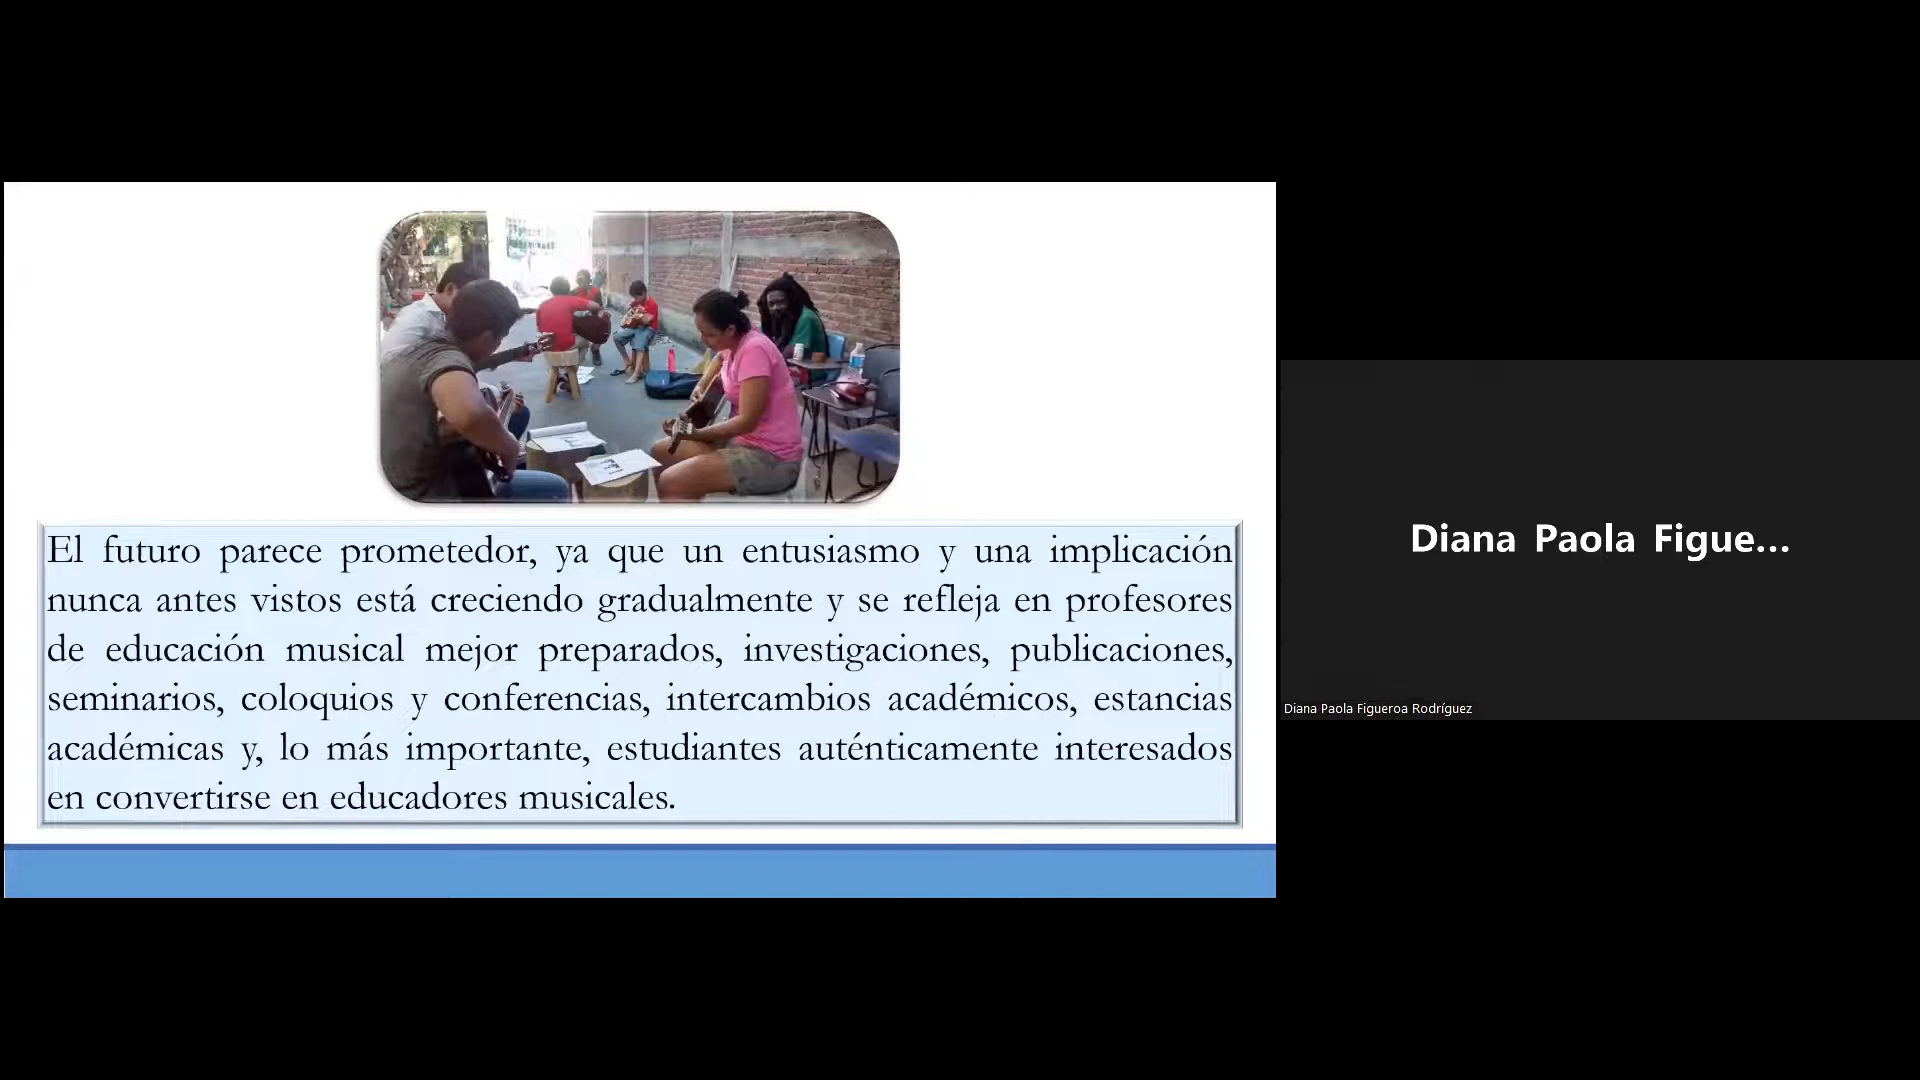 El futuro parece prometedor, ya que un entusiasmo y una implicación
nunca antes vistos está creciendo gradualmente y se refleja en profesores
de educación musical mejor preparados, investigaciones, publicaciones,
seminarios, coloquios y conferencias, intercambios académicos, estancias
académicas y, lo más importante, estudiantes auténticamente interesados
en convertirse en educadores musicales.
Diana Paola Figue...
Diana Paola Figueroa Rodríguez